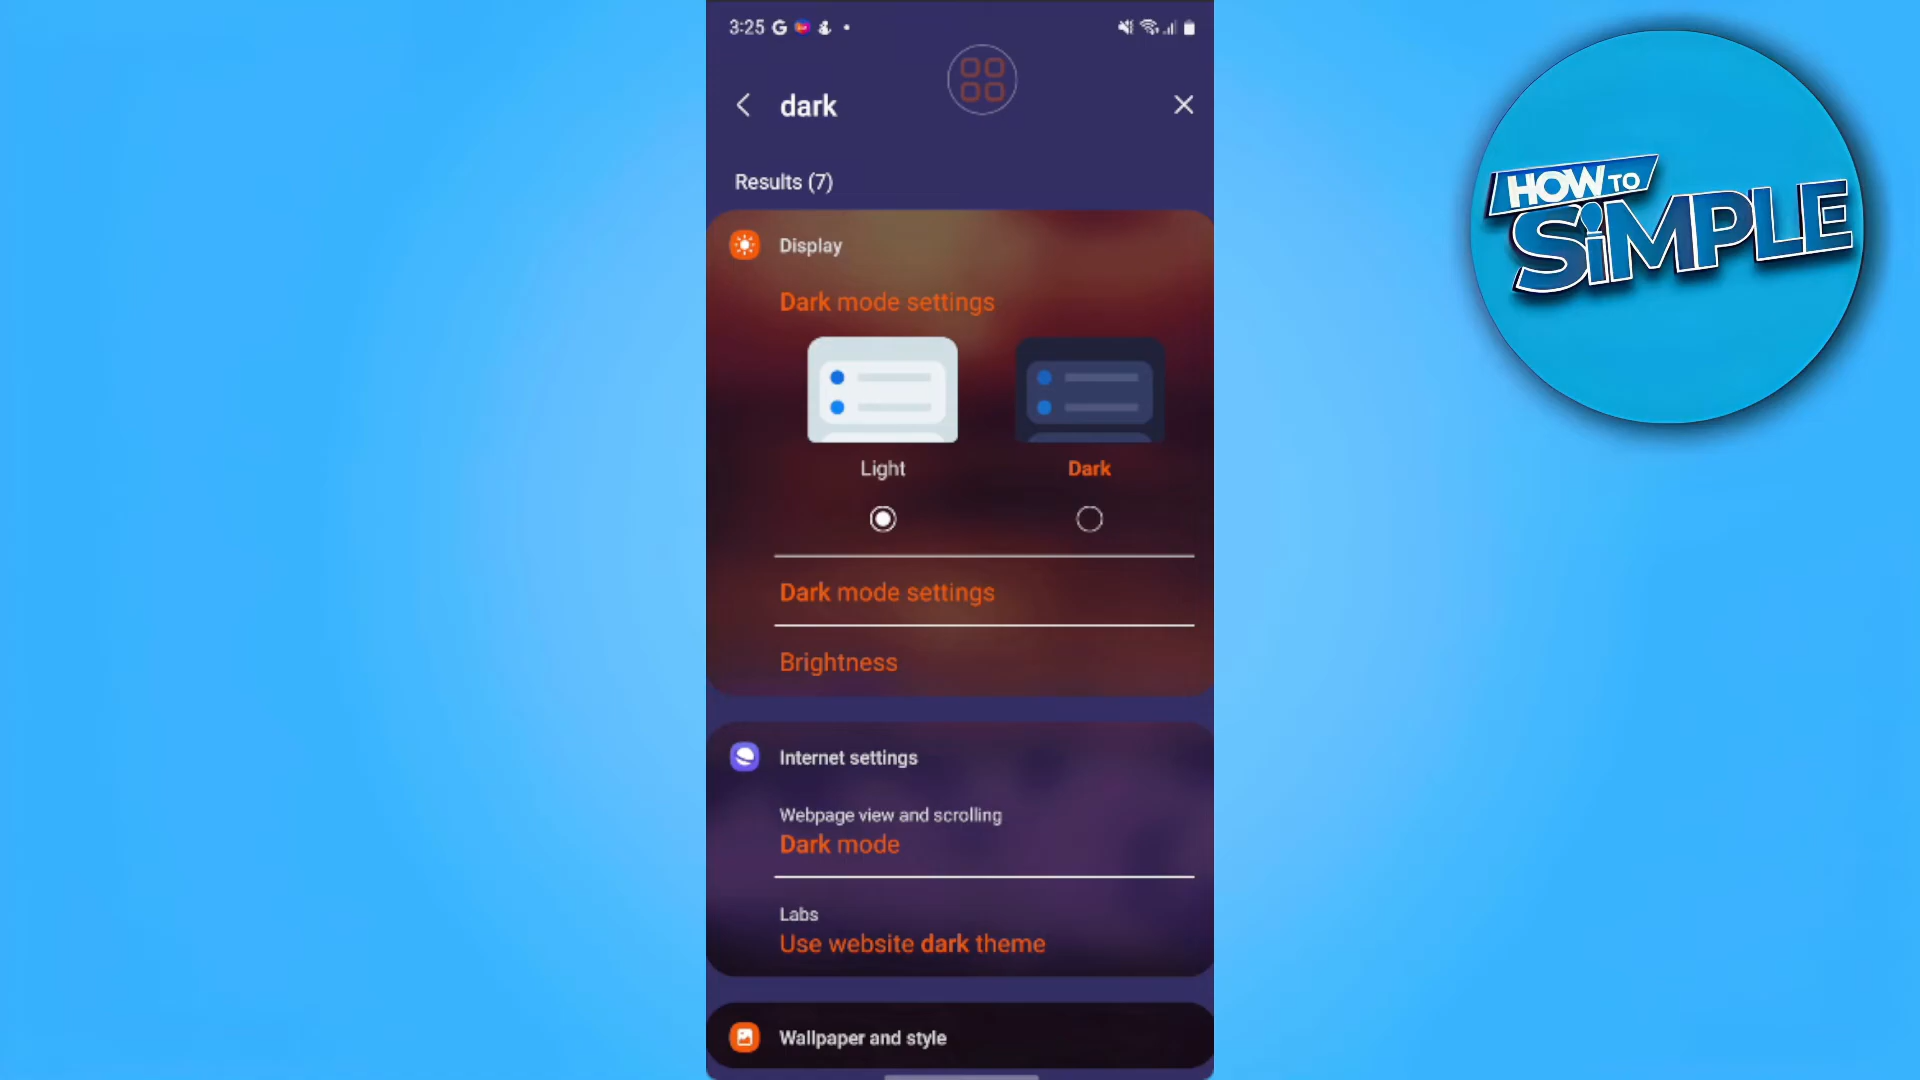 3:25
dark
Results (7)
Display
Dark mode settings
Light
Dark
Dark mode settings
Brightness
Internet settings
Webpage view and scrolling
Dark mode
Labs
Use website dark theme
Wallpaper and style
HOW TO
SiMPLE